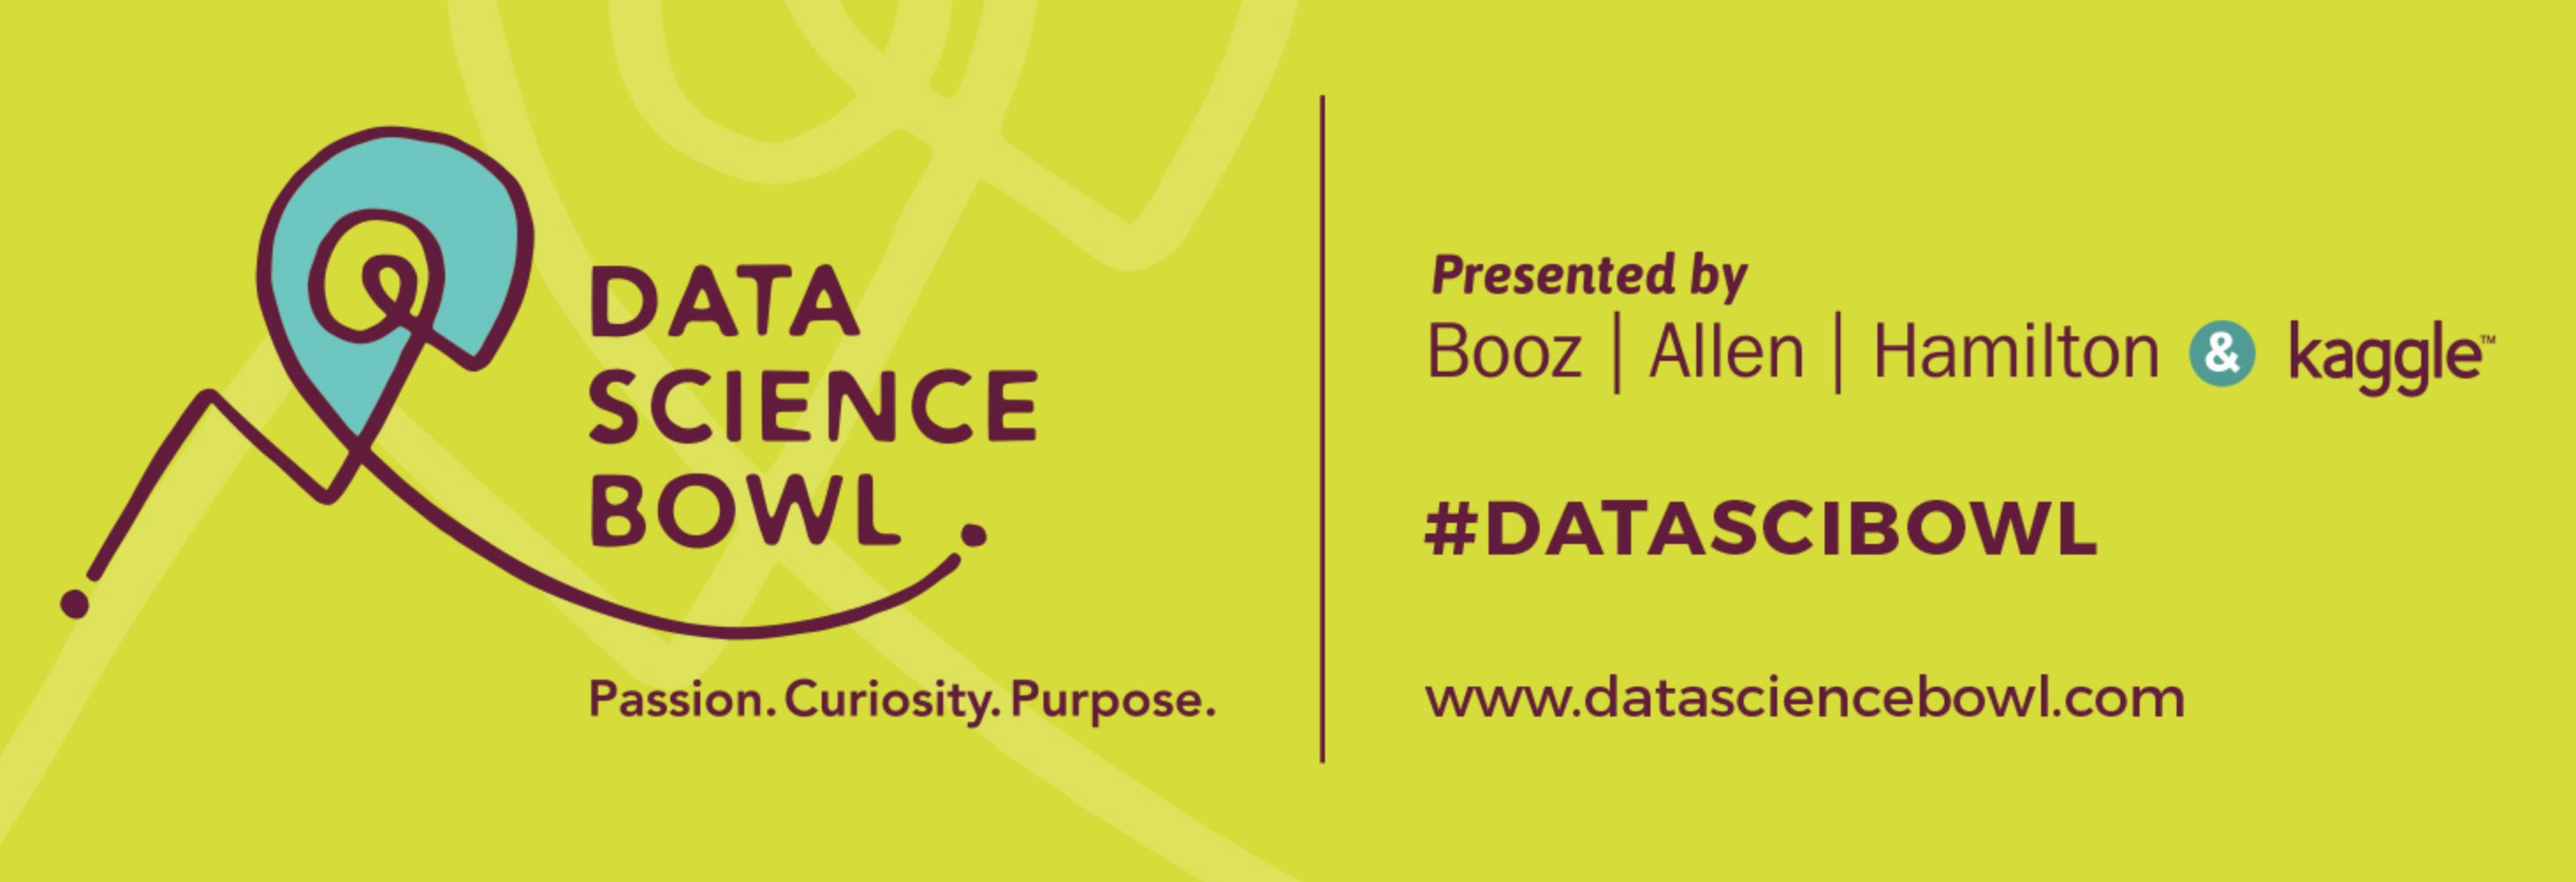 DATA
SCIENCE
BOWL
Passion. Curiosity. Purpose.
Presented by
Booz | Allen | Hamilton & kaggle™
#DATASCIBOWL
www.datasciencebowl.com